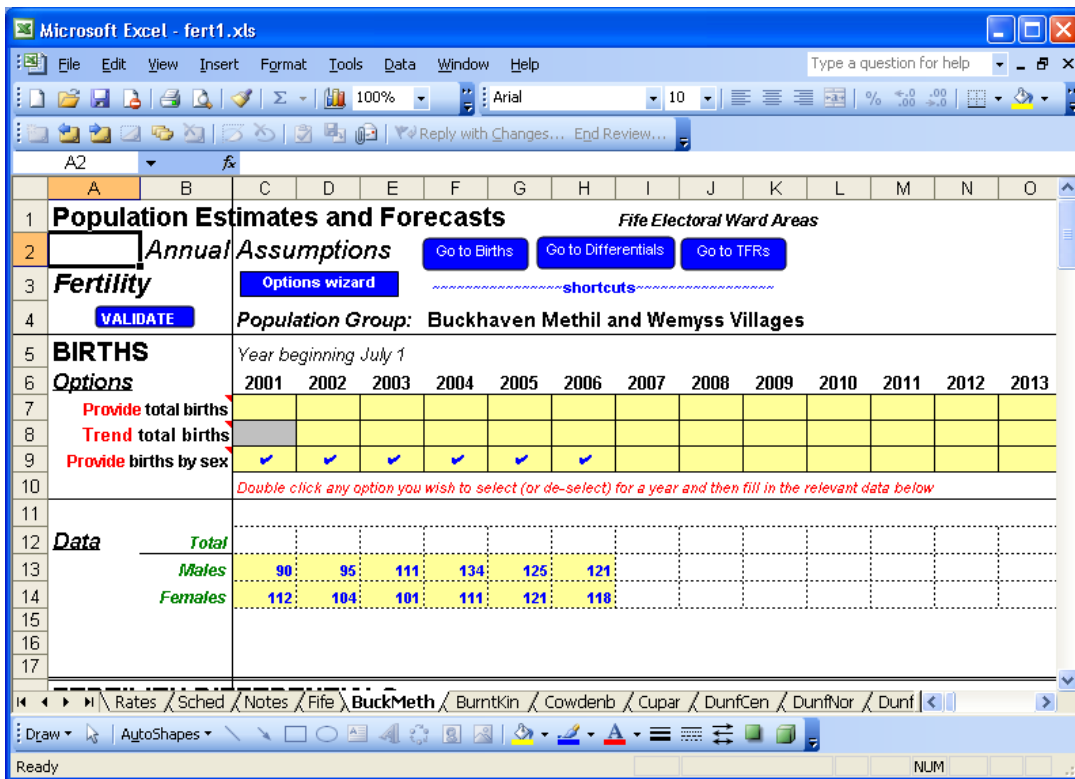 Microsoft Excel - fert1.xls
File Edit View Insert Format Tools Data Window Help Type a question for help
100% Arial 10
Reply with Changes... End Review...
A2 fx
A B C D E F G H I J K L M N O
1 Population Estimates and Forecasts Fife Electoral Ward Areas
2 Annual Assumptions Go to Births Go to Differentials Go to TFRs
3 Fertility Options wizard ~~~~~~~~~~~~~~~~~shortcuts~~~~~~~~~~~~~~~~~~
4 VALIDATE Population Group: Buckhaven Methil and Wemyss Villages
5 BIRTHS Year beginning July 1
6 Options 2001 2002 2003 2004 2005 2006 2007 2008 2009 2010 2011 2012 2013
7 Provide total births
8 Trend total births
9 Provide births by sex ✔ ✔ ✔ ✔ ✔ ✔
10 Double click any option you wish to select (or de-select) for a year and then fill in the relevant data below
11
12 Data Total
13 Males 90 95 111 134 125 121
14 Females 112 104 101 111 121 118
15
16
17
Rates Sched Notes Fife BuckMeth BurntKin Cowdenb Cupar DunfCen DunfNor Dunf
Draw AutoShapes
Ready NUM